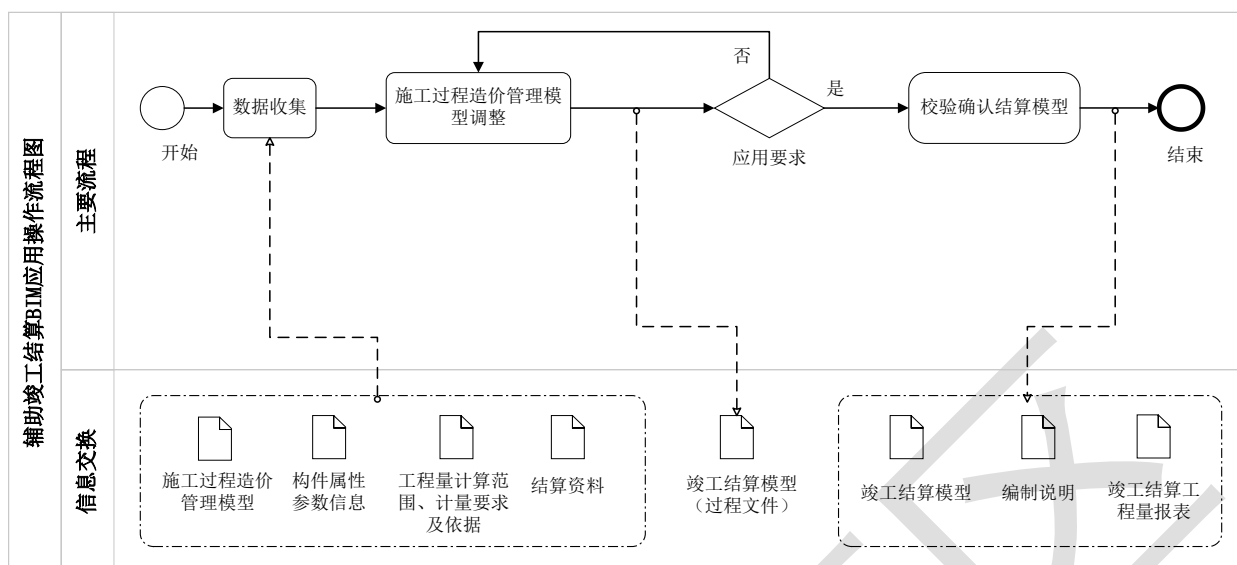 辅助竣工结算BIM应用操作流程图
主要流程
开始
数据收集
施工过程造价管理模
型调整
否
应用要求
是
校验确认结算模型
结束
信息交换
施工过程造价
管理模型
构件属性
参数信息
工程量计算范
围、计量要求
及依据
结算资料
竣工结算模型
（过程文件）
竣工结算模型
编制说明
竣工结算工
程量报表